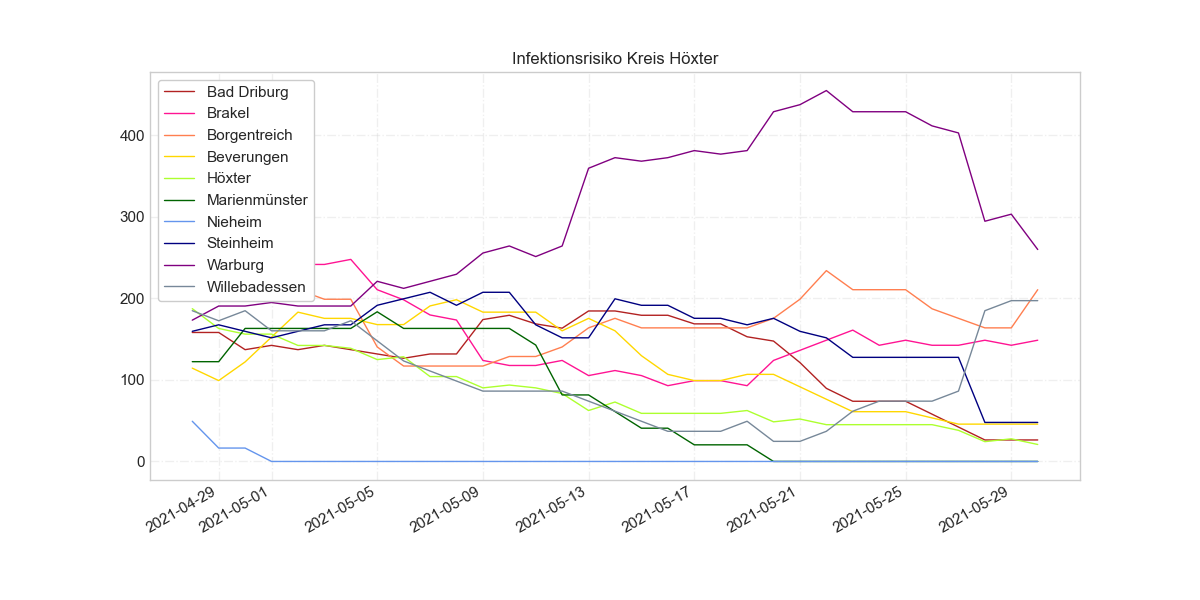 Infektionsrisiko Kreis Höxter
Bad Driburg
Brakel
Borgentreich
Beverungen
Höxter
Marienmünster
Nieheim
Steinheim
Warburg
Willebadessen
400
300
200
100
0
2021-04-29
2021-05-01
2021-05-05
2021-05-09
2021-05-13
2021-05-17
2021-05-21
2021-05-25
2021-05-29